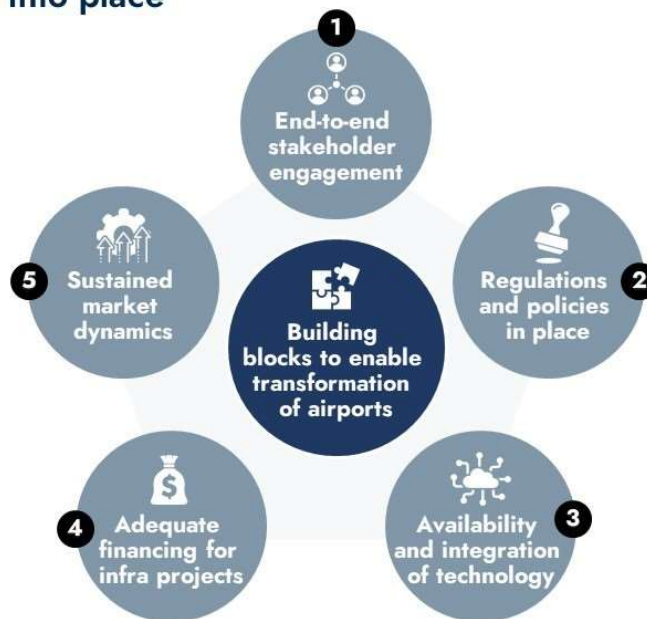 into place
1
End-to-end
stakeholder
engagement
2
Regulations
and policies
in place
3
Availability
and integration
of technology
4
Adequate
financing for
infra projects
5
Sustained
market
dynamics
Building
blocks to enable
transformation
of airports
$